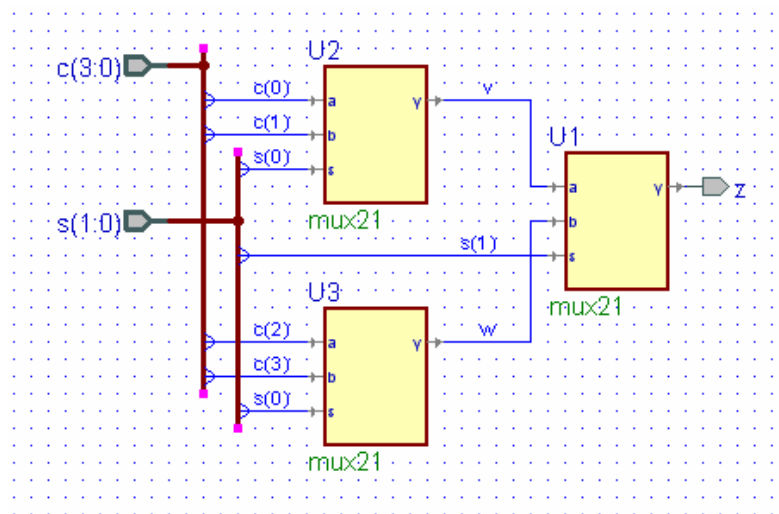 c(3:0)
U2
c(0)
a
y
v
c(1)
b
s(0)
s
mux21
s(1:0)
U1
a
y
z
b
s(1)
s
mux21
U3
c(2)
a
y
w
c(3)
b
s(0)
s
mux21